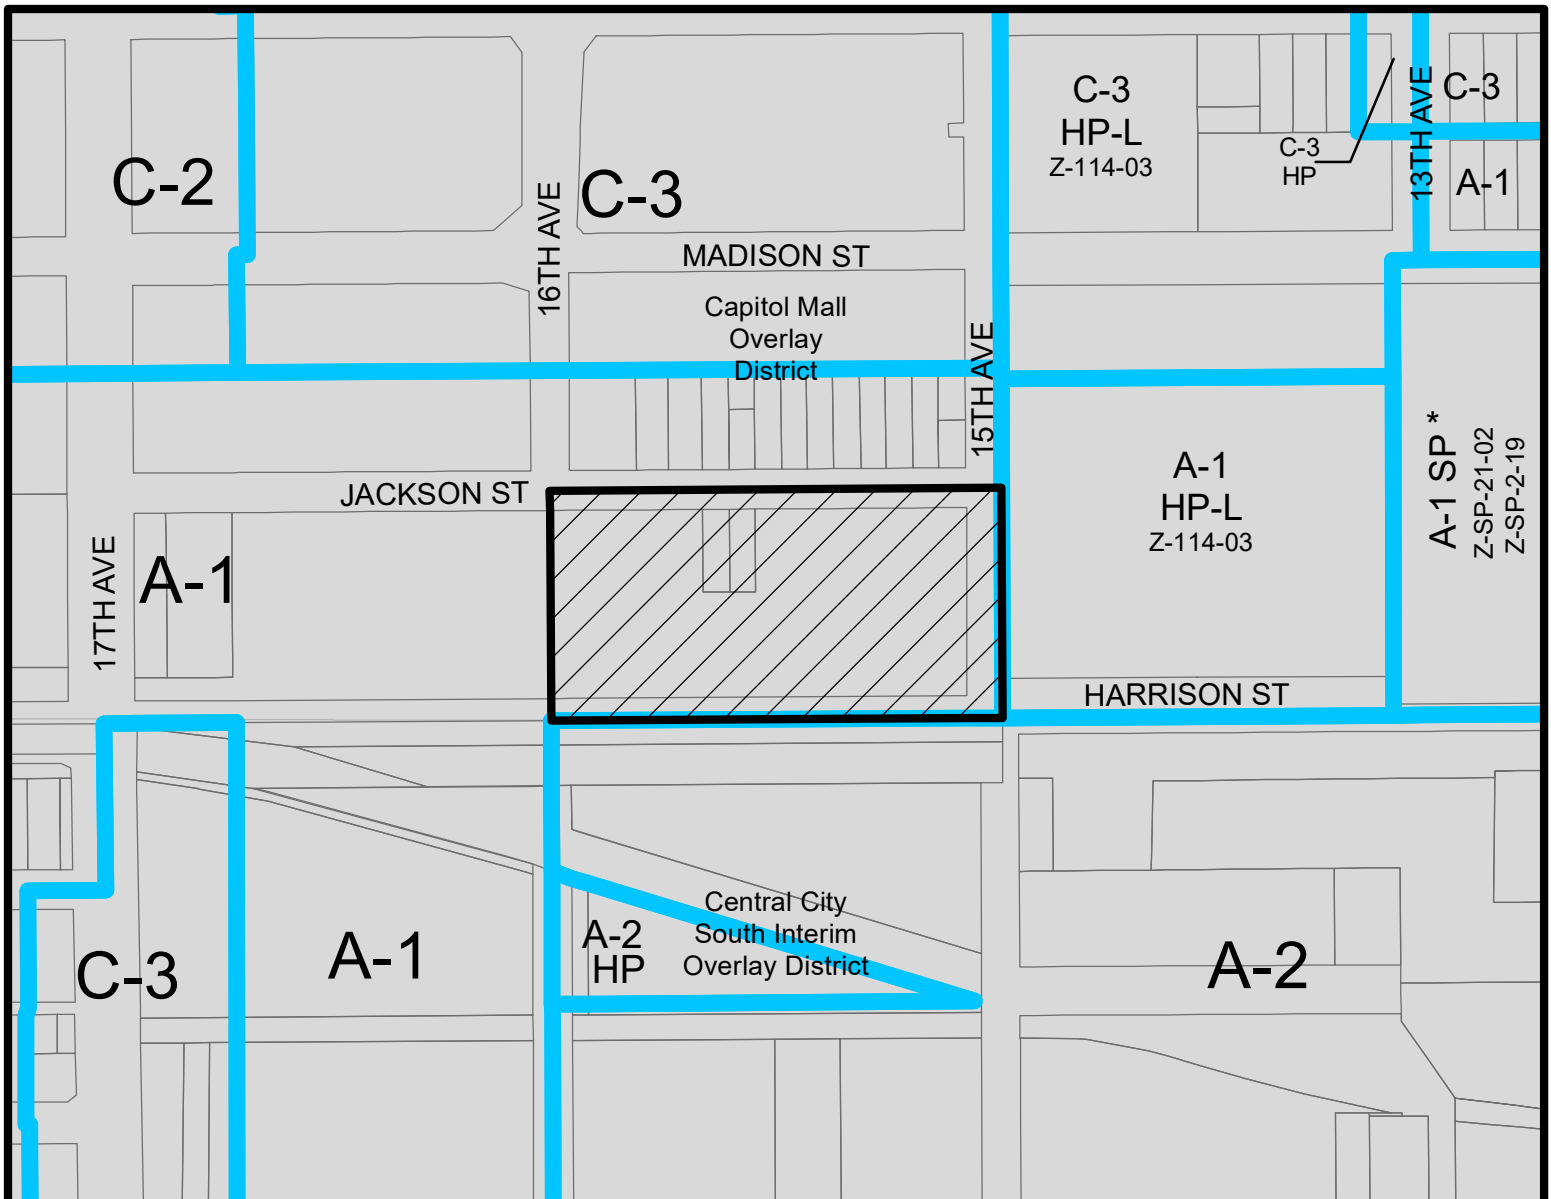 C-2
C-3
C-3
HP-L
Z-114-03
C-3
HP
13TH AVE
C-3
A-1
16TH AVE
MADISON ST
Capitol Mall
Overlay
District
15TH AVE
JACKSON ST
17TH AVE
A-1
A-1
HP-L
Z-114-03
A-1 SP *
Z-SP-21-02
Z-SP-2-19
HARRISON ST
C-3
A-1
A-2
HP
Central City
South Interim
Overlay District
A-2